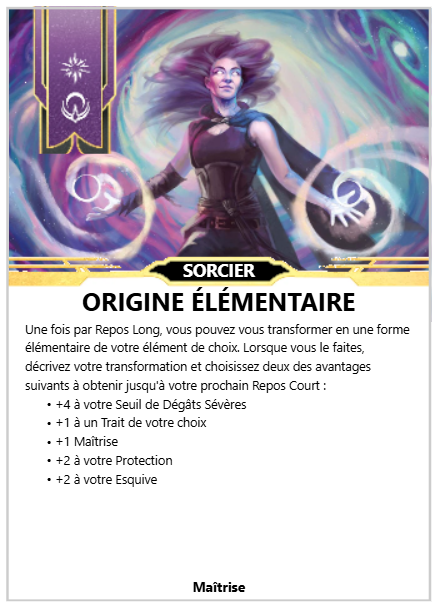 SORCIER
ORIGINE ÉLÉMENTAIRE
Une fois par Repos Long, vous pouvez vous transformer en une forme
élémentaire de votre élément de choix. Lorsque vous le faites,
décrivez votre transformation et choisissez deux des avantages
suivants à obtenir jusqu'à votre prochain Repos Court :
• +4 à votre Seuil de Dégâts Sévères
• +1 à un Trait de votre choix
• +1 Maîtrise
• +2 à votre Protection
• +2 à votre Esquive
Maîtrise